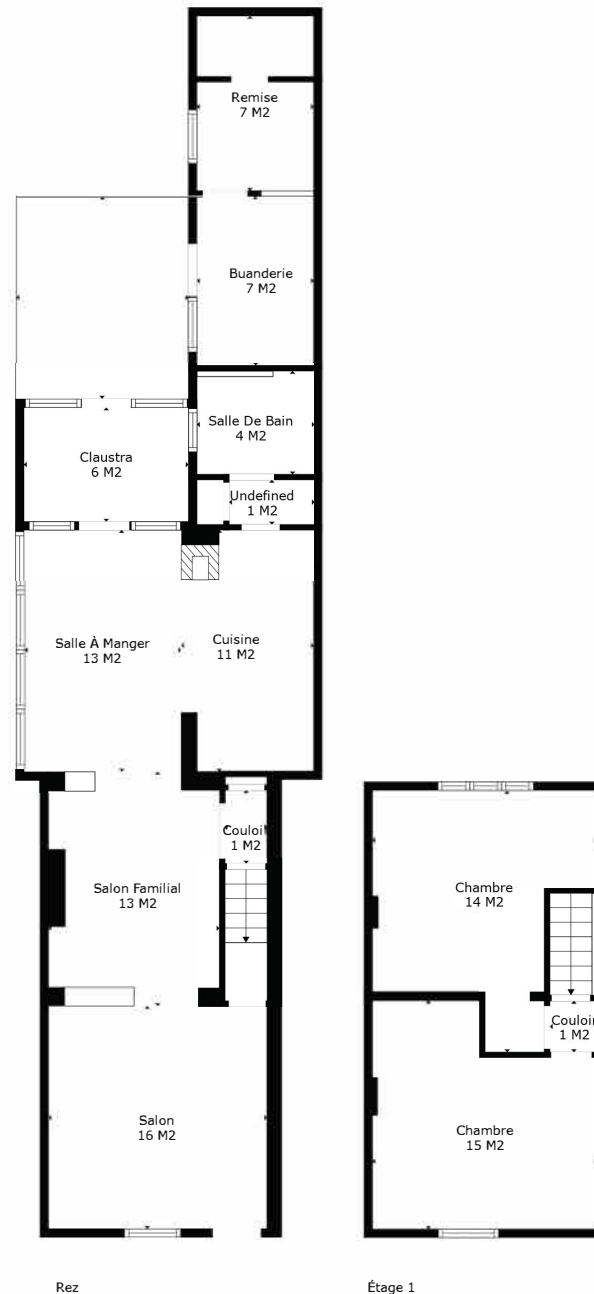 Remise
7 M2
Buanderie
7 M2
Salle De Bain
4 M2
Claustra
6 M2
Undefined
1 M2
Salle À Manger
13 M2
Cuisine
11 M2
Couloir
1 M2
Salon Familial
13 M2
Chambre
14 M2
Couloir
1 M2
Salon
16 M2
Chambre
15 M2
Rez
Étage 1